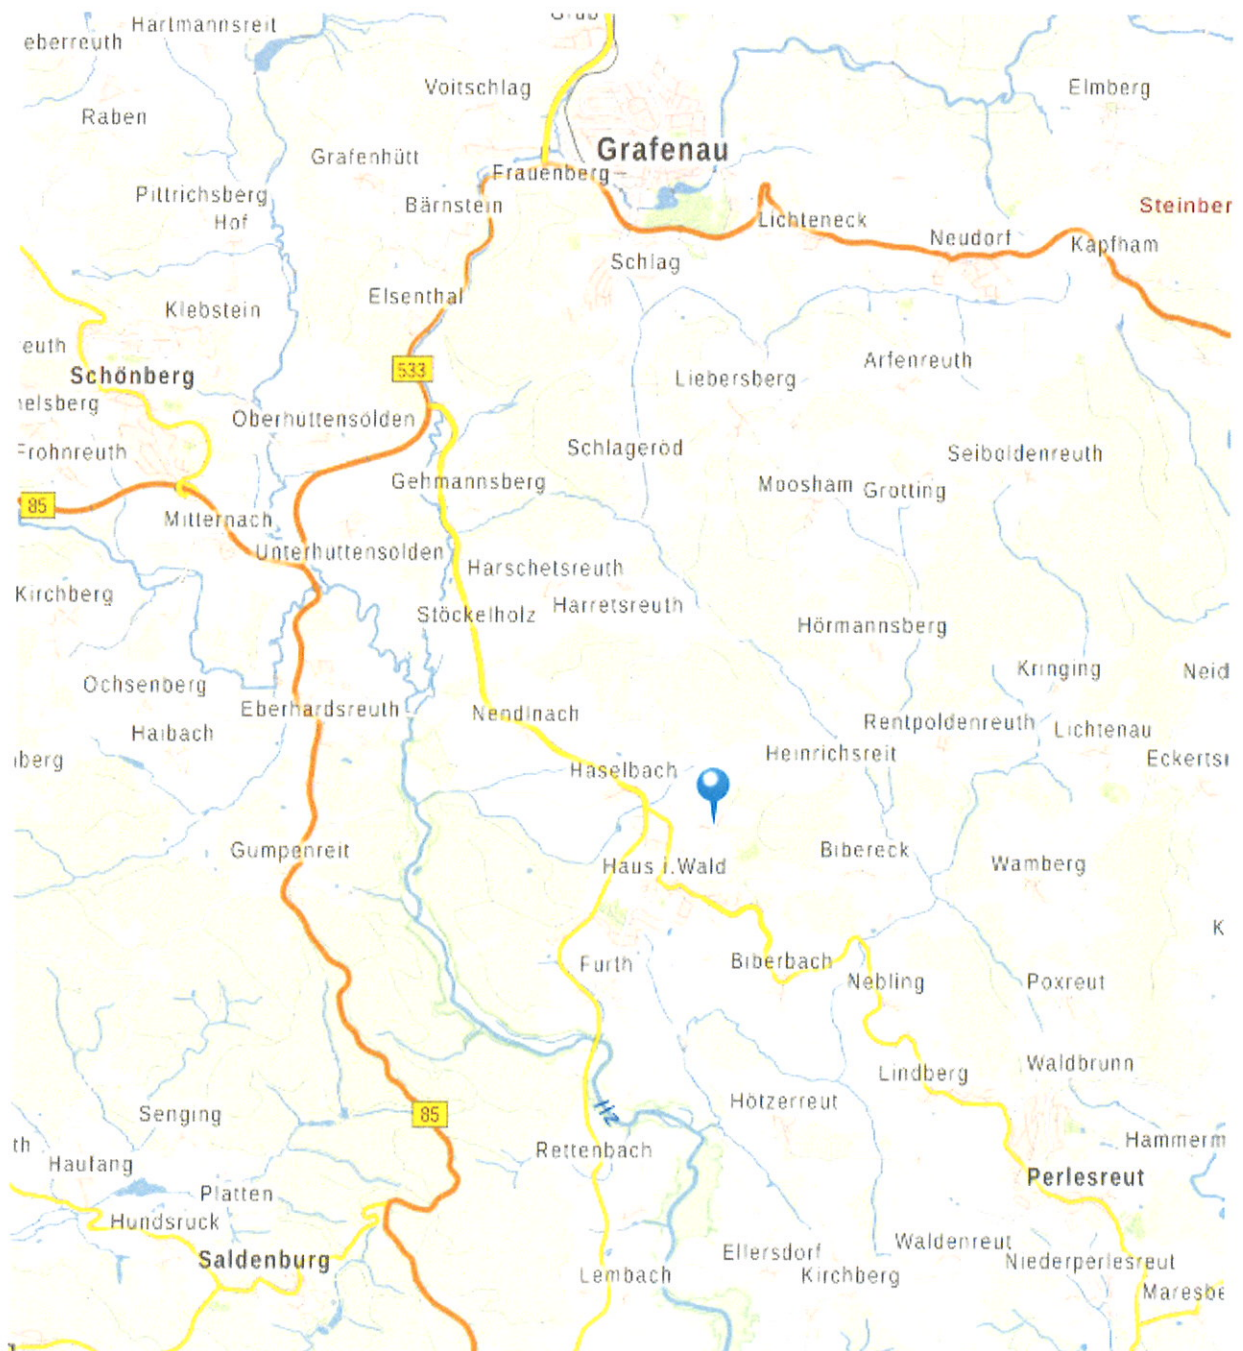 Grub
Hartmannsreit
eberreuth
Voitschlag
Elmberg
Raben
Grafenau
Grafenhütt
Frauenberg
Pittrichsberg
Bärnstein
Steinber
Hof
Lichteneck
Neudorf
Kapfham
Schlag
Elsenthal
Klebstein
euth
533
Arfenreuth
Schönberg
Liebersberg
elsberg
Oberhuttensölden
Schlageröd
Frohnreuth
Seiboldenreuth
Gehmannsberg
Moosham
Grotting
85
Mitternach
Unterhuttensölden
Harschetsreuth
Kirchberg
Harretsreuth
Stöckelholz
Hörmannsberg
Kringing
Neid
Ochsenberg
Eberhardsreuth
Nendlnach
Rentpoldenreuth
Lichtenau
Haibach
Heinrichsreit
berg
Eckerts
Haselbach
Gumpenreit
Bibereck
Haus i.Wald
Wamberg
K
Furth
Biberbach
Nebling
Poxreut
Waldbrunn
Lindberg
Hötzerreut
Senging
85
Ilz
th
Rettenbach
Hammerm
Haufang
Perlesreut
Platten
Hundsruck
Saldenburg
Ellersdorf
Waldenreut
Niederperlesreut
Lembach
Kirchberg
Maresbe